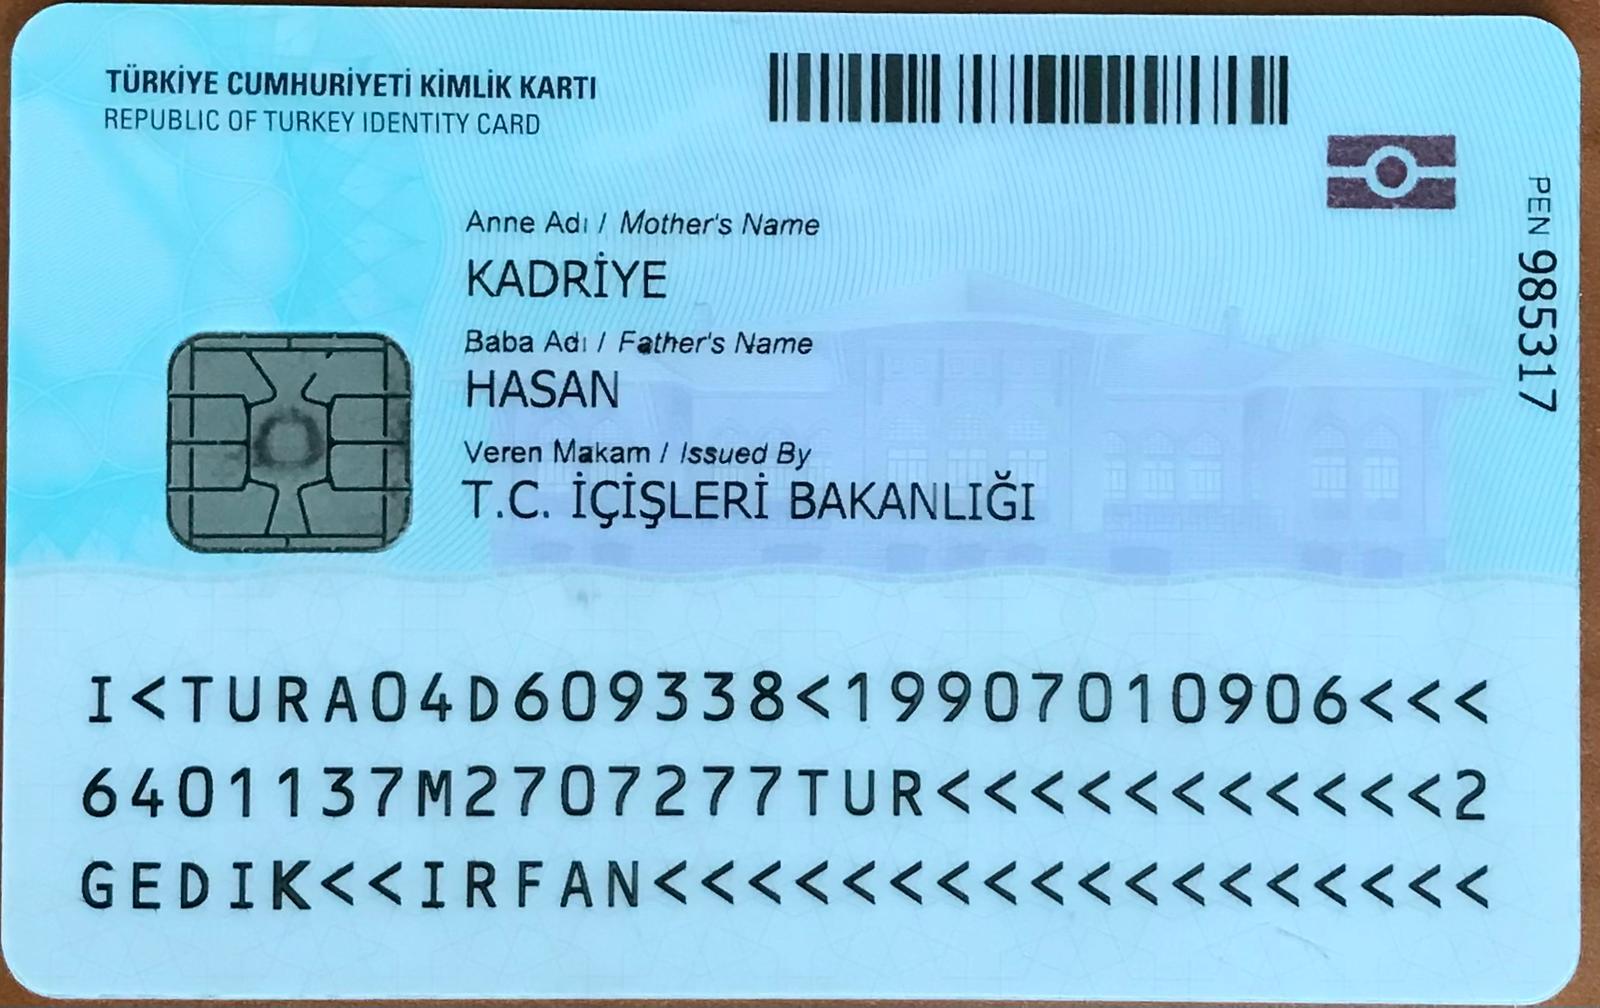 TÜRKİYE CUMHURİYETİ KİMLİK KARTI
REPUBLIC OF TURKEY IDENTITY CARD
Anne Adı / Mother's Name
KADRİYE
Baba Adı / Father's Name
HASAN
Veren Makam / Issued By
T.C. İÇİŞLERİ BAKANLIĞI
PEN 985317
I<TURA04D609338<19907010906<<<
6401137M2707277TUR<<<<<<<<<<<2
GEDIK<<IRFAN<<<<<<<<<<<<<<<<<<